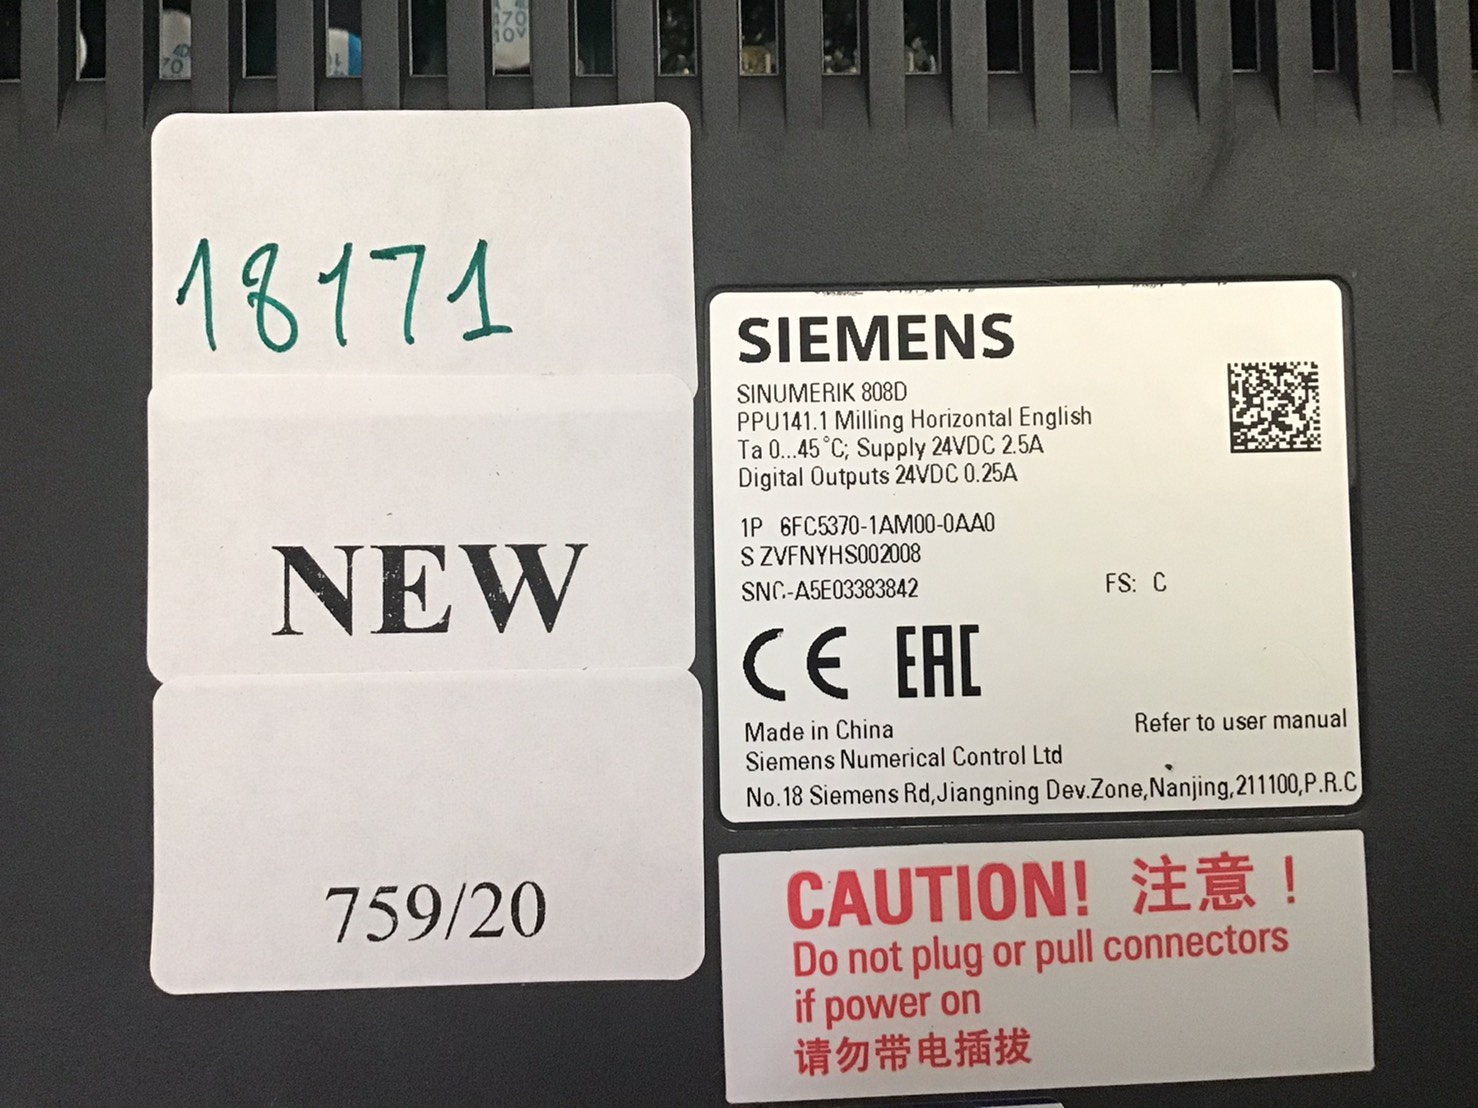 470
10V
18171
NEW
759/20
SIEMENS
SINUMERIK 808D
PPU141.1 Milling Horizontal English
Ta 0...45°C; Supply 24VDC 2.5A
Digital Outputs 24VDC 0.25A
1P 6FC5370-1AM00-0AA0
S ZVFNYHS002008
SNC-A5E03383842 FS: C
CE EAC
Made in China Refer to user manual
Siemens Numerical Control Ltd
No.18 Siemens Rd,Jiangning Dev.Zone,Nanjing,211100,P.R.C
CAUTION! 注意!
Do not plug or pull connectors
if power on
请勿带电插拔